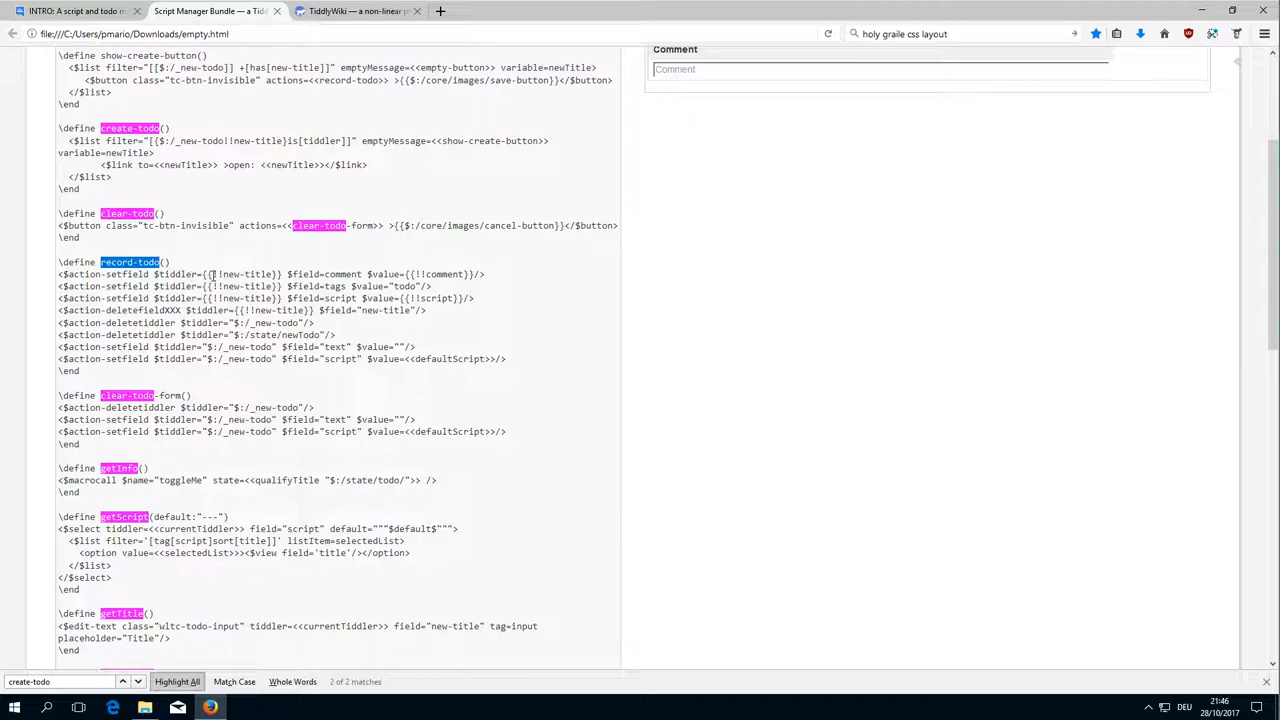 INTRO: A script and todo m
Script Manager Bundle — a Tidd
TiddlyWiki — a non-linear p
file:///C:/Users/pmario/Downloads/empty.html
holy graile css layout
\define show-create-button()
<$list filter="[[$:/_new-todo]] +[has[new-title]]" emptyMessage=<<empty-button>> variable=newTitle>
<$button class="tc-btn-invisible" actions=<<record-todo>> >{{$:/core/images/save-button}}</$button>
</$list>
\end
\define create-todo()
<$list filter="[{$:/_new-todo!!new-title}is[tiddler]]" emptyMessage=<<show-create-button>>
variable=newTitle>
<$link to=<<newTitle>> >open: <<newTitle>></$link>
</$list>
\end
\define clear-todo()
<$button class="tc-btn-invisible" actions=<<clear-todo-form>> >{{$:/core/images/cancel-button}}</$button>
\end
\define record-todo()
<$action-setfield $tiddler={{!!new-title}} $field=comment $value={{!!comment}}/>
<$action-setfield $tiddler={{!!new-title}} $field=tags $value="todo"/>
<$action-setfield $tiddler={{!!new-title}} $field=script $value={{!!script}}/>
<$action-deletefieldXXX $tiddler={{!!new-title}} $field="new-title"/>
<$action-deletetiddler $tiddler="$:/_new-todo"/>
<$action-deletetiddler $tiddler="$:/state/newTodo"/>
<$action-setfield $tiddler="$:/_new-todo" $field="text" $value=""/>
<$action-setfield $tiddler="$:/_new-todo" $field="script" $value=<<defaultScript>>/>
\end
\define clear-todo-form()
<$action-deletetiddler $tiddler="$:/_new-todo"/>
<$action-setfield $tiddler="$:/_new-todo" $field="text" $value=""/>
<$action-setfield $tiddler="$:/_new-todo" $field="script" $value=<<defaultScript>>/>
\end
\define getInfo()
<$macrocall $name="toggleMe" state=<<qualifyTitle "$:/state/todo/">> />
\end
\define getScript(default:"---")
<$select tiddler=<<currentTiddler>> field="script" default="""$default$""">
<$list filter='[tag[script]sort[title]]' listItem=selectedList>
<option value=<<selectedList>>><$view field='title'/></option>
</$list>
</$select>
\end
\define getTitle()
<$edit-text class="wltc-todo-input" tiddler=<<currentTiddler>> field="new-title" tag=input
placeholder="Title"/>
\end
Comment
Comment
create-todo
Highlight All
Match Case
Whole Words
2 of 2 matches
DEU
21:46
28/10/2017